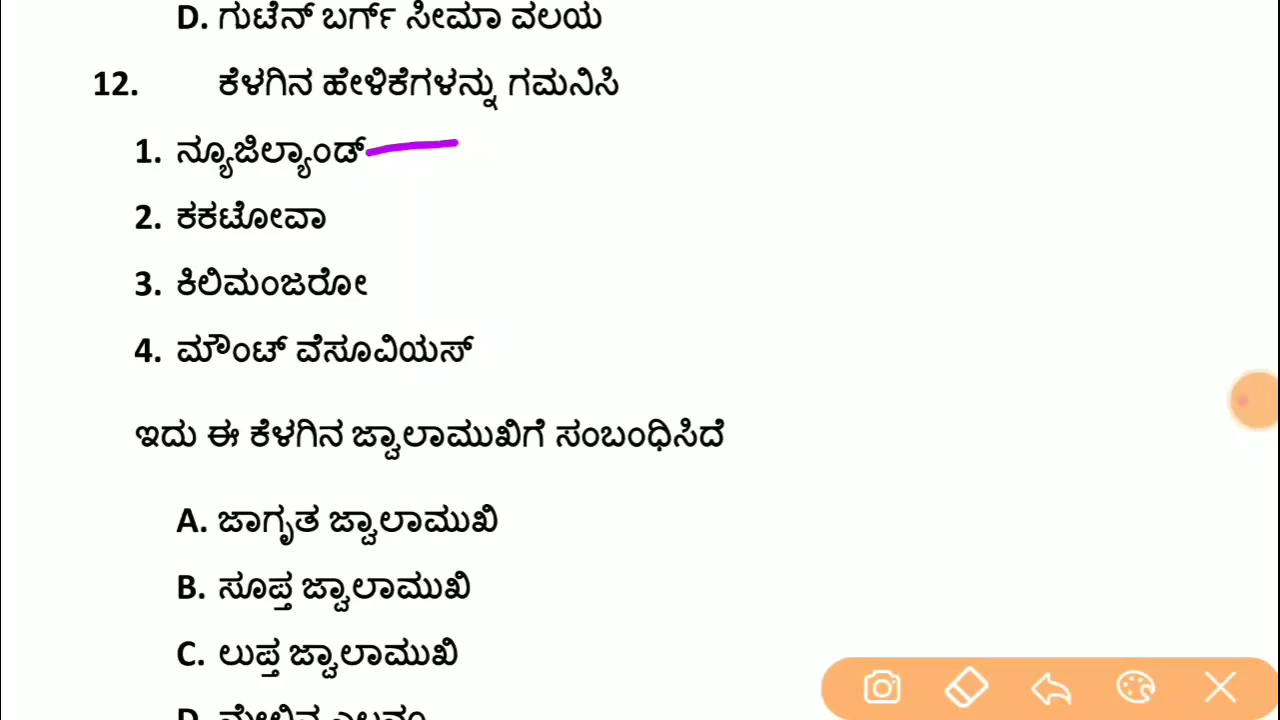 D. ಗುಟೆನ್ ಬರ್ಗ್ ಸೀಮಾ ವಲಯ
12. ಕೆಳಗಿನ ಹೇಳಿಕೆಗಳನ್ನು ಗಮನಿಸಿ
1. ನ್ಯೂಜಿಲ್ಯಾಂಡ್
2. ಕಕಟೋವಾ
3. ಕಿಲಿಮಂಜರೋ
4. ಮೌಂಟ್ ವೆಸೂವಿಯಸ್
ಇದು ಈ ಕೆಳಗಿನ ಜ್ವಾಲಾಮುಖಿಗೆ ಸಂಬಂಧಿಸಿದೆ
A. ಜಾಗೃತ ಜ್ವಾಲಾಮುಖಿ
B. ಸೂಪ್ತ ಜ್ವಾಲಾಮುಖಿ
C. ಲುಪ್ತ ಜ್ವಾಲಾಮುಖಿ
D. ಮೇಲಿನ